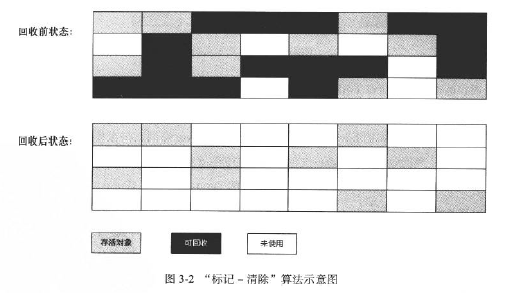 回收前状态:
回收后状态:
存活对象
可回收
未使用
图 3-2 “标记 – 清除”算法示意图